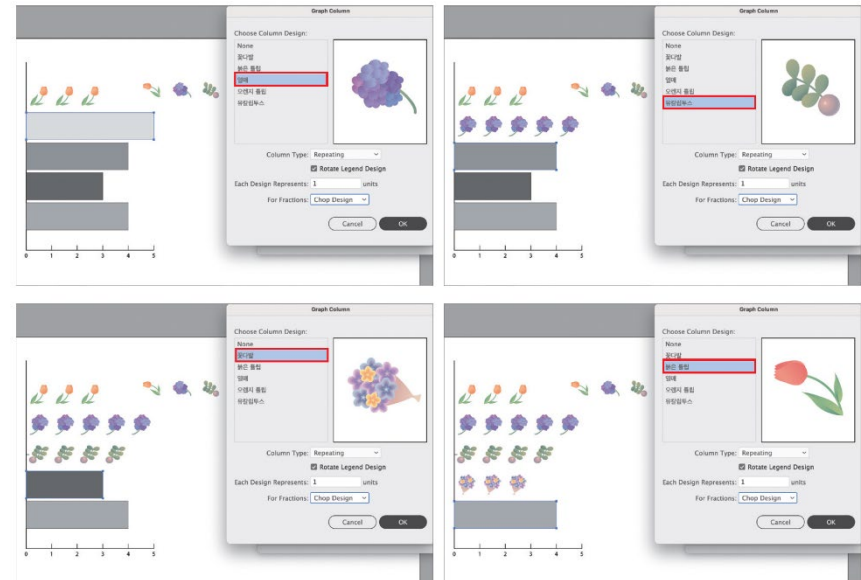 Graph Column
Choose Column Design:
None
꽃다발
붉은 튤립
열매
오렌지 튤립
유칼립투스
Column Type: Repeating
Rotate Legend Design
Each Design Represents: 1 units
For Fractions: Chop Design
Cancel OK
0 1 2 3 4 5
Graph Column
Choose Column Design:
None
꽃다발
붉은 튤립
열매
오렌지 튤립
유칼립투스
Column Type: Repeating
Rotate Legend Design
Each Design Represents: 1 units
For Fractions: Chop Design
Cancel OK
0 1 2 3 4 5
Graph Column
Choose Column Design:
None
꽃다발
붉은 튤립
열매
오렌지 튤립
유칼립투스
Column Type: Repeating
Rotate Legend Design
Each Design Represents: 1 units
For Fractions: Chop Design
Cancel OK
0 1 2 3 4 5
Graph Column
Choose Column Design:
None
꽃다발
붉은 튤립
열매
오렌지 튤립
유칼립투스
Column Type: Repeating
Rotate Legend Design
Each Design Represents: 1 units
For Fractions: Chop Design
Cancel OK
0 1 2 3 4 5